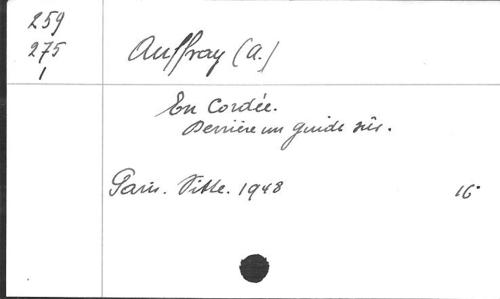 259
275
1
Auffray (A.)
En Cordée.
Derrière un guide sûr.
Paris. Vitte. 1948 16°